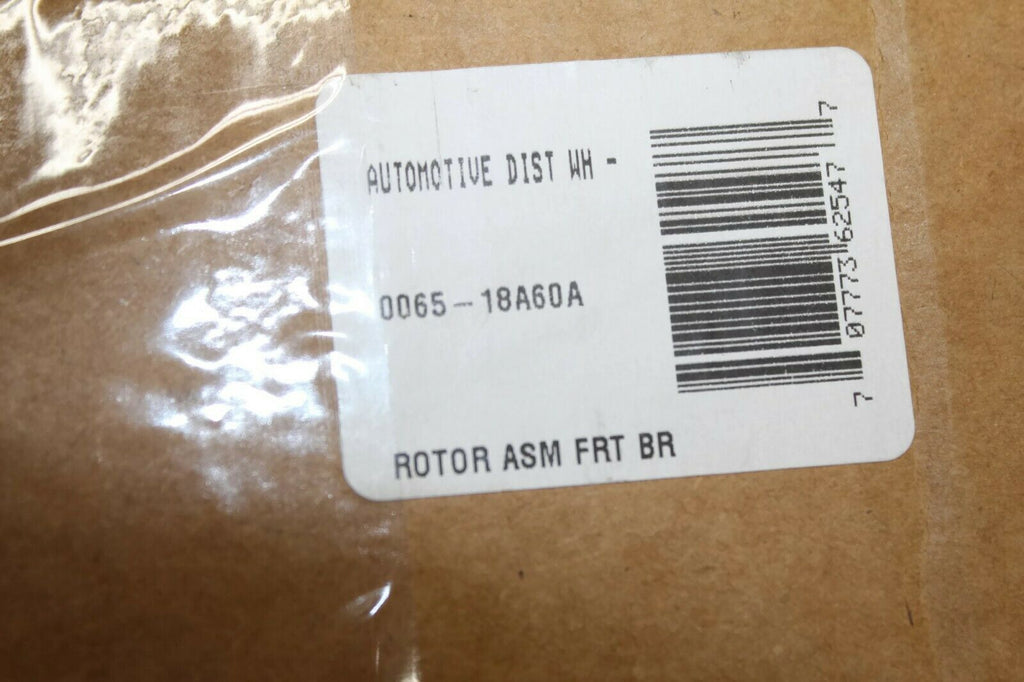 AUTOMOTIVE DIST WH -
0065-18A60A
ROTOR ASM FRT BR
7 07773 62547 7